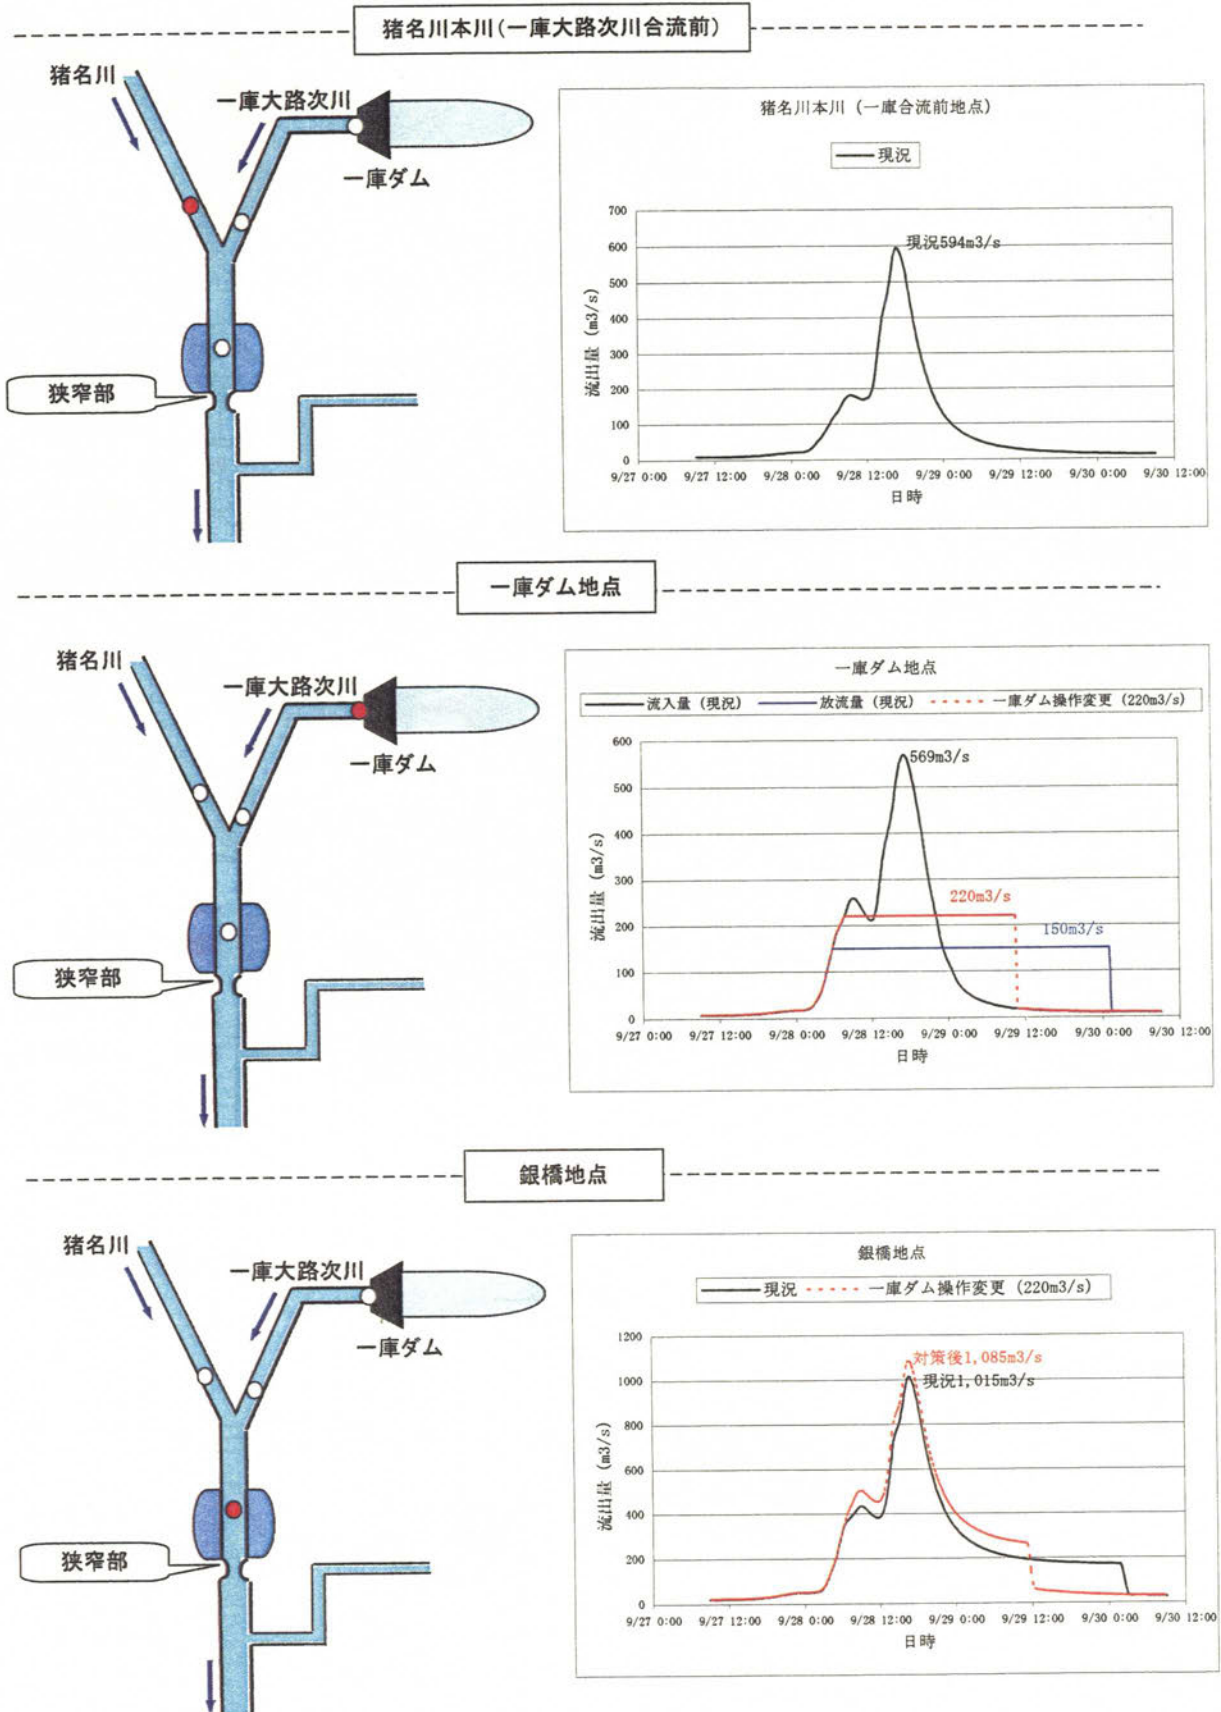 猪名川本川(一庫大路次川合流前)
猪名川
一庫大路次川
一庫ダム
狭窄部
猪名川本川 (一庫合流前地点)
現況
現況594m3/s
流出量 (m3/s)
700
600
500
400
300
200
100
0
9/27 0:00 9/27 12:00 9/28 0:00 9/28 12:00 9/29 0:00 9/29 12:00 9/30 0:00 9/30 12:00
日時
一庫ダム地点
猪名川
一庫大路次川
一庫ダム
狭窄部
一庫ダム地点
流入量 (現況) 放流量 (現況) 一庫ダム操作変更 (220m3/s)
569m3/s
220m3/s
150m3/s
流出量 (m3/s)
600
500
400
300
200
100
0
9/27 0:00 9/27 12:00 9/28 0:00 9/28 12:00 9/29 0:00 9/29 12:00 9/30 0:00 9/30 12:00
日時
銀橋地点
猪名川
一庫大路次川
一庫ダム
狭窄部
銀橋地点
現況 一庫ダム操作変更 (220m3/s)
対策後1,085m3/s
現況1,015m3/s
流出量 (m3/s)
1200
1000
800
600
400
200
0
9/27 0:00 9/27 12:00 9/28 0:00 9/28 12:00 9/29 0:00 9/29 12:00 9/30 0:00 9/30 12:00
日時